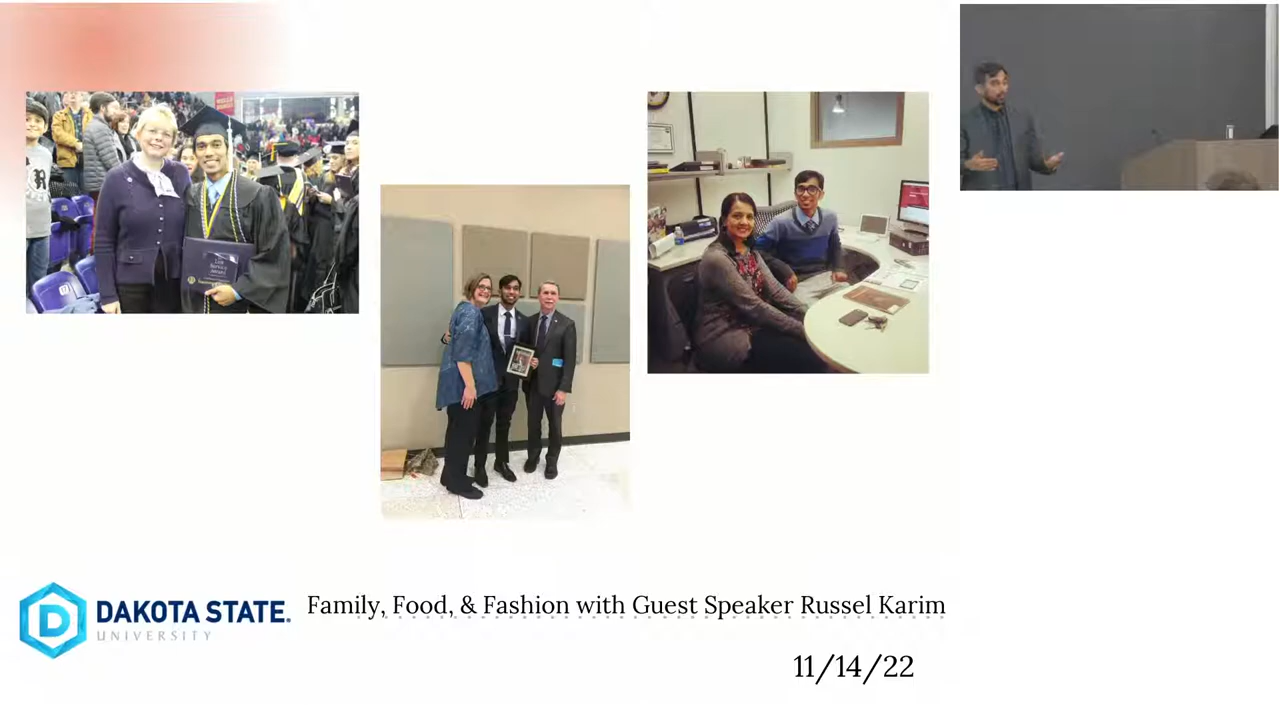 DAKOTA STATE.
UNIVERSITY
Family, Food, & Fashion with Guest Speaker Russel Karim
11/14/22